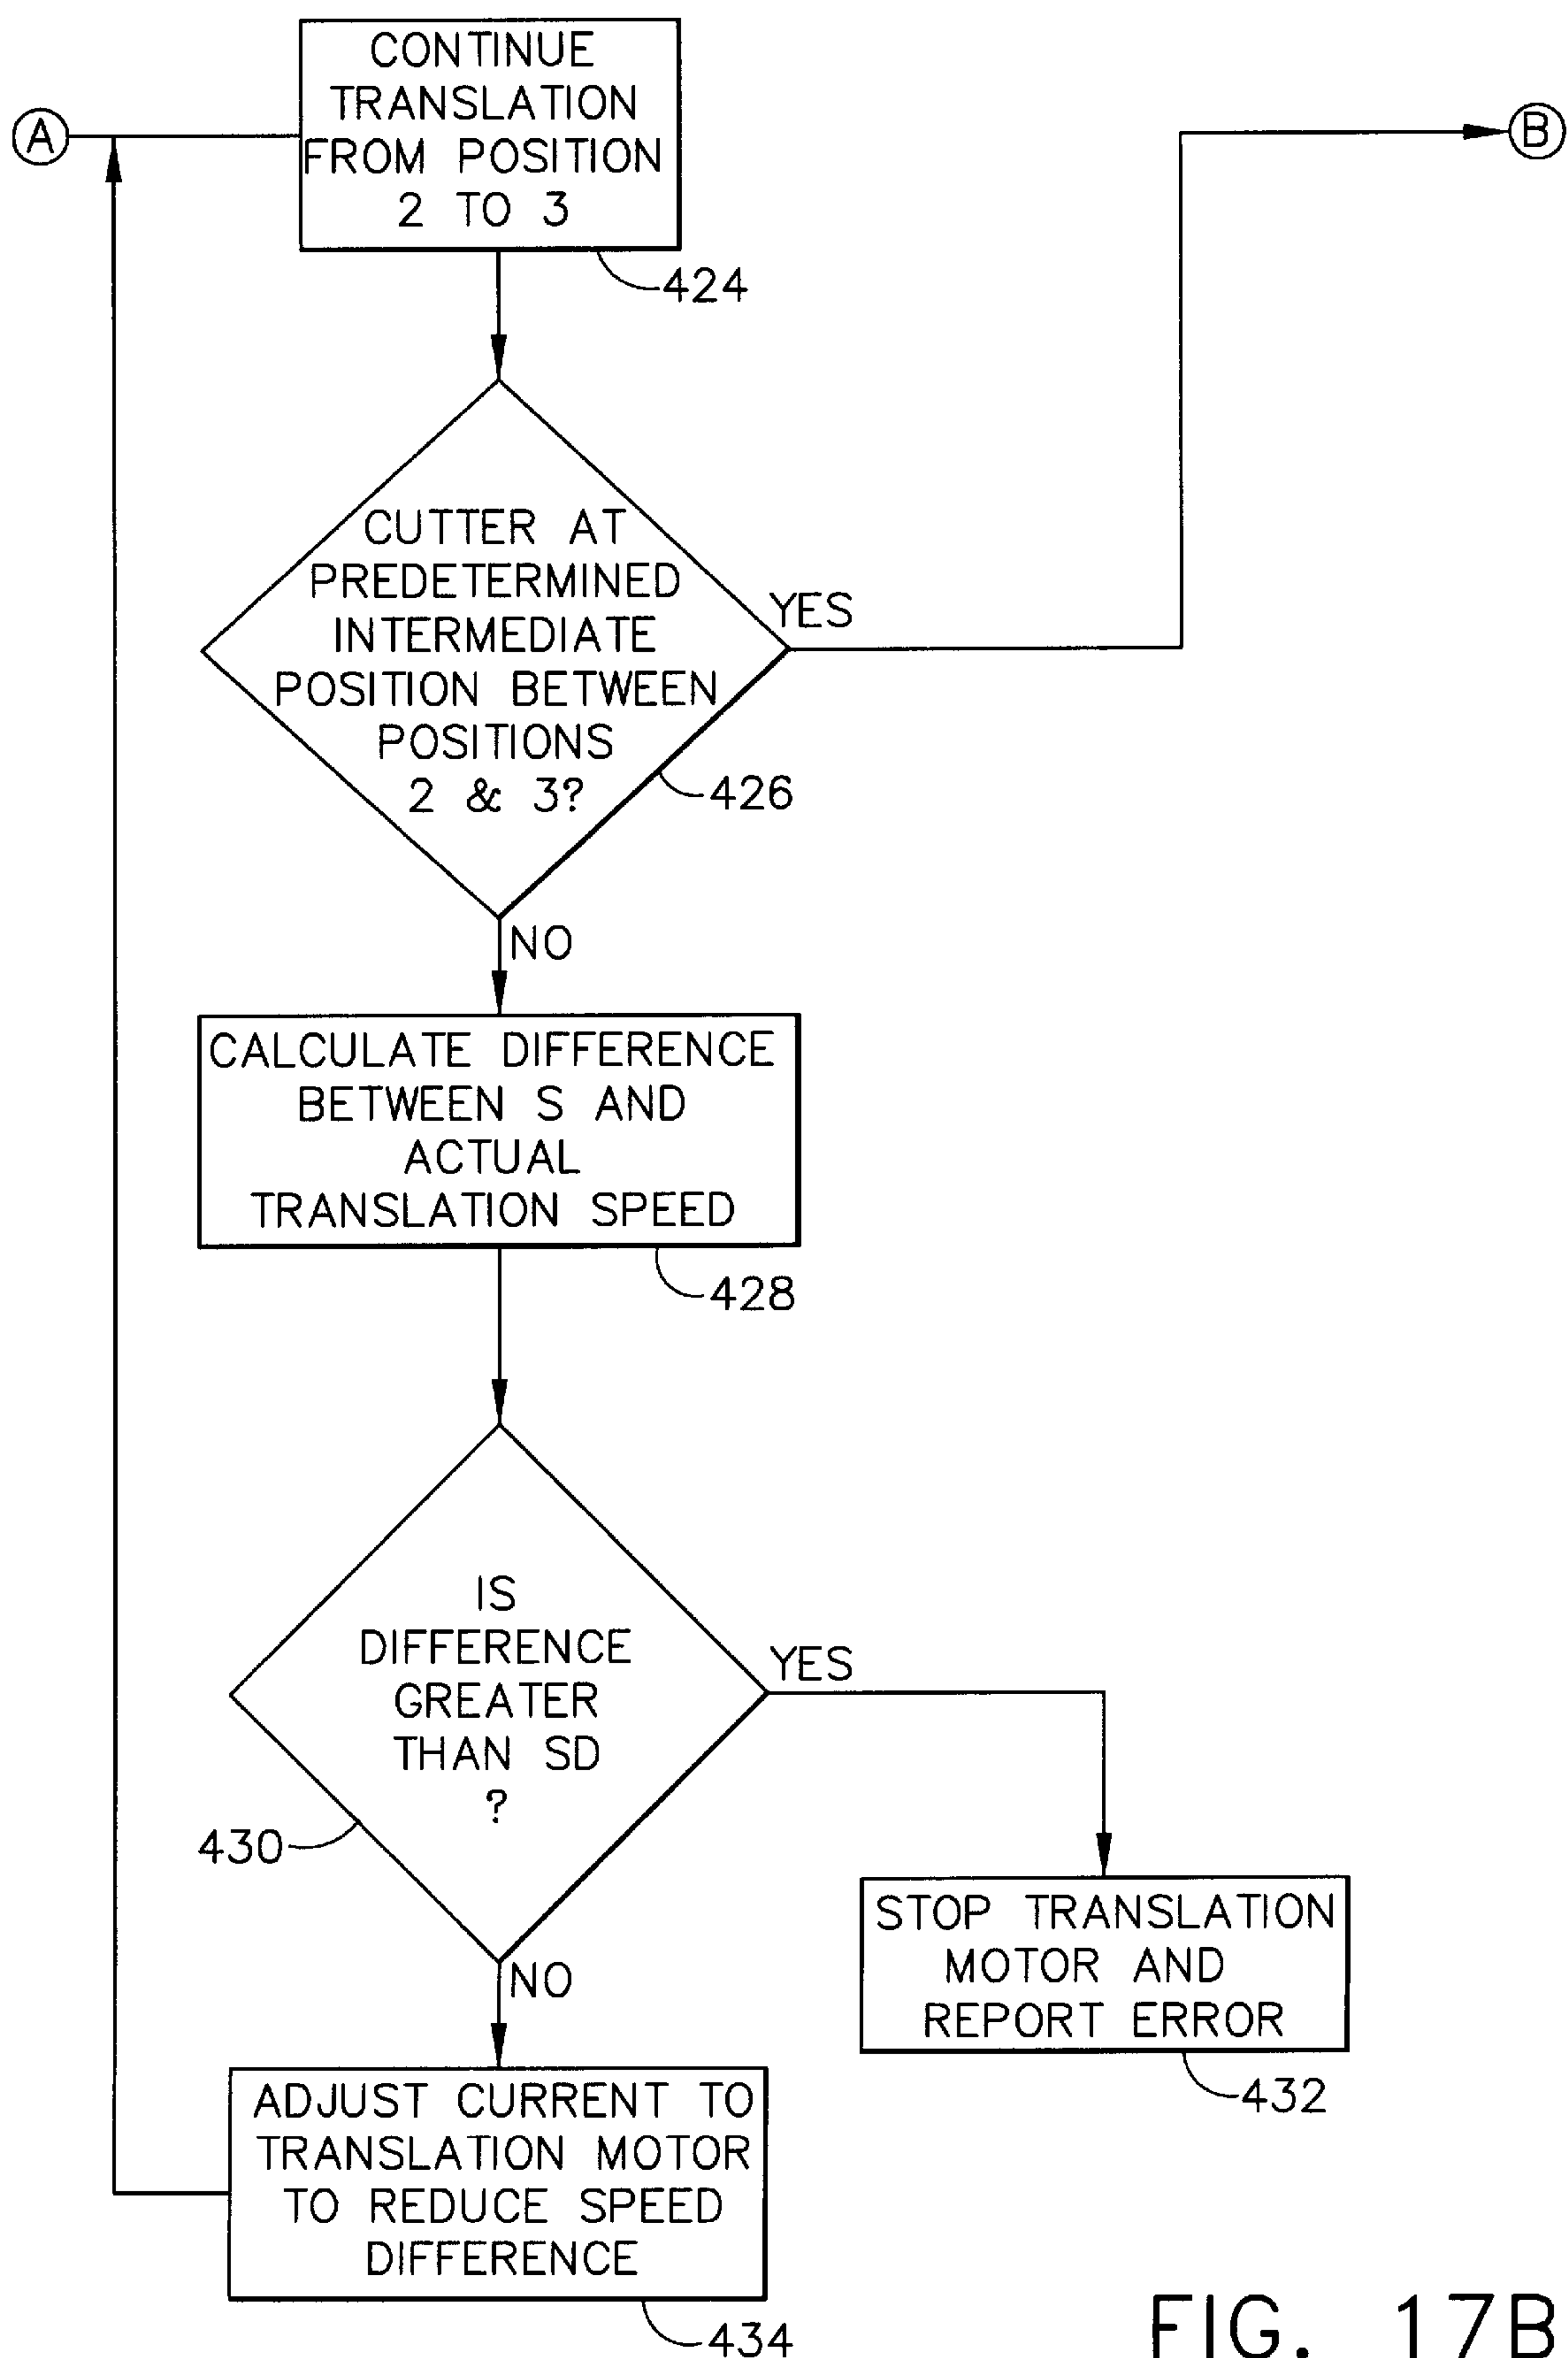 CONTINUE
TRANSLATION
FROM POSITION
2 TO 3
A
B
424
CUTTER AT
PREDETERMINED
INTERMEDIATE
POSITION BETWEEN
POSITIONS
2 & 3?
YES
426
NO
CALCULATE DIFFERENCE
BETWEEN S AND
ACTUAL
TRANSLATION SPEED
428
IS
DIFFERENCE
GREATER
THAN SD
?
YES
430
NO
STOP TRANSLATION
MOTOR AND
REPORT ERROR
432
ADJUST CURRENT TO
TRANSLATION MOTOR
TO REDUCE SPEED
DIFFERENCE
434
FIG. 17B